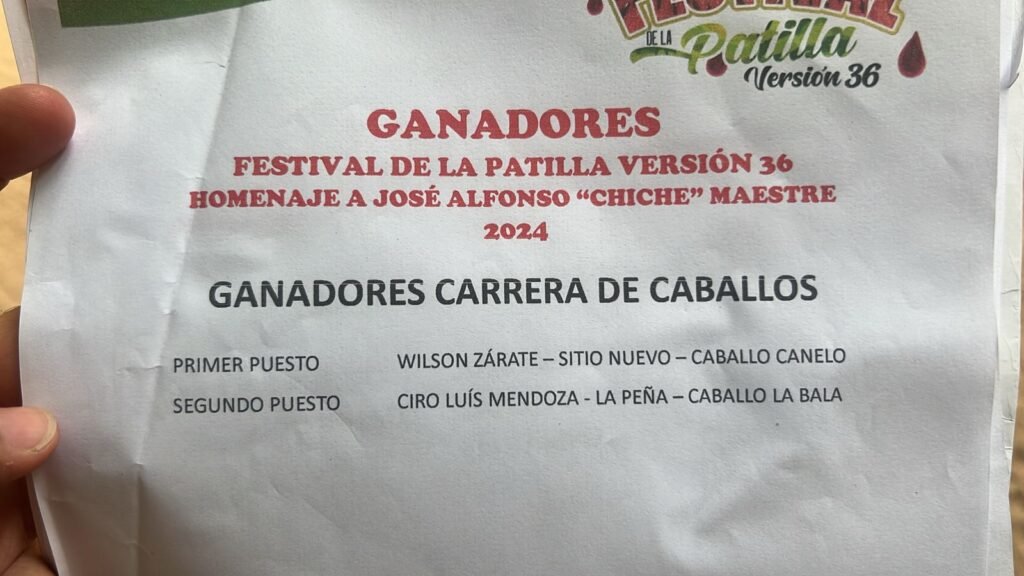 FESTIVAL
DE LA Patilla
Versión 36
GANADORES
FESTIVAL DE LA PATILLA VERSIÓN 36
HOMENAJE A JOSÉ ALFONSO “CHICHE” MAESTRE
2024
GANADORES CARRERA DE CABALLOS
PRIMER PUESTO WILSON ZÁRATE – SITIO NUEVO – CABALLO CANELO
SEGUNDO PUESTO CIRO LUÍS MENDOZA - LA PEÑA – CABALLO LA BALA